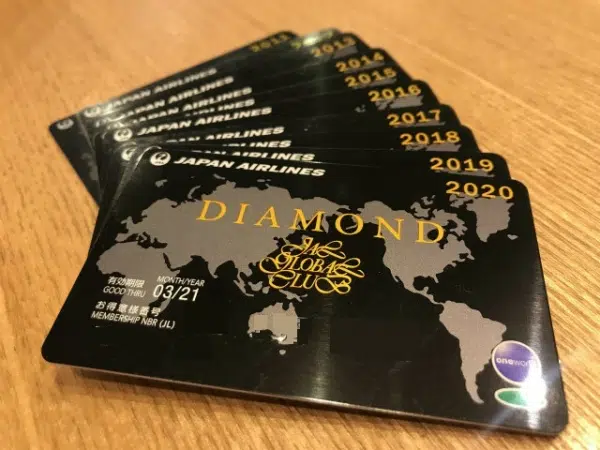 2011
2013
2014
2015
2016
2017
2018
2019
JAPAN AIRLINES
JAPAN AIRLINES
JAPAN AIRLINES
JAPAN AIRLINES
2020
DIAMOND
JAL
GLOBAL
CLUB
有効期限 MONTH/YEAR
GOOD THRU 03/21
お得意様番号
MEMBERSHIP NBR (JL)
oneworld